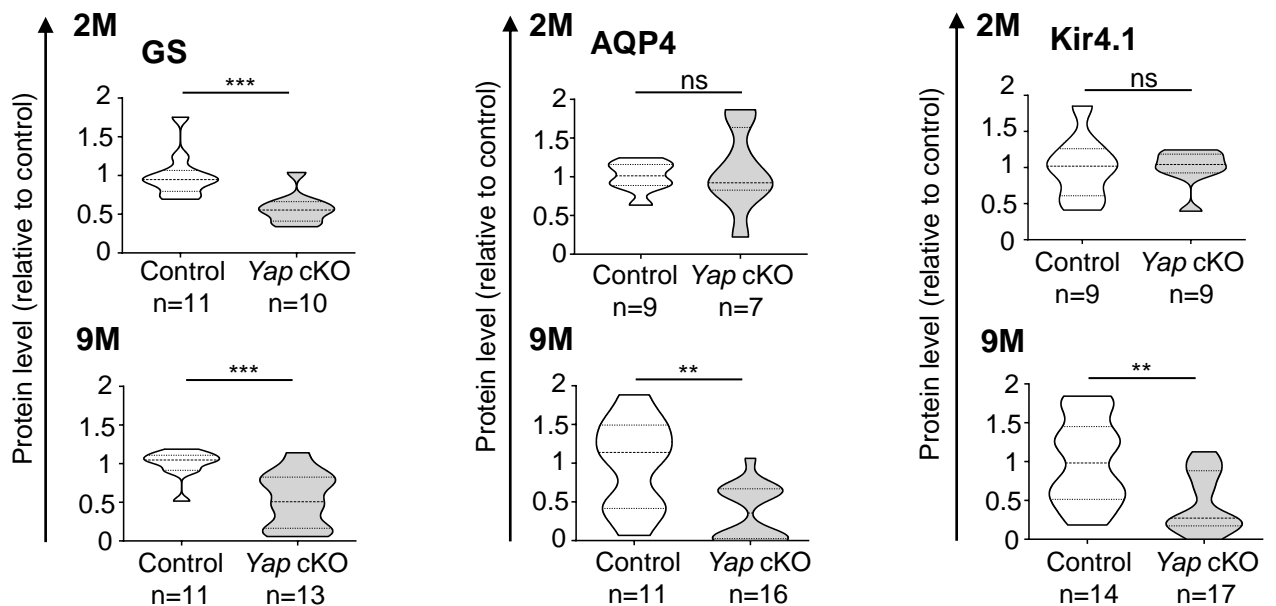 Protein level (relative to control)
2M
GS
***
2
1.5
1
0.5
0
Control
Yap cKO
n=11
n=10
9M
***
2
1.5
1
0.5
0
Control
Yap cKO
n=11
n=13
Protein level (relative to control)
2M
AQP4
ns
2
1.5
1
0.5
0
Control
Yap cKO
n=9
n=7
9M
**
2
1.5
1
0.5
0
Control
Yap cKO
n=11
n=16
Protein level (relative to control)
2M
Kir4.1
ns
2
1.5
1
0.5
0
Control
Yap cKO
n=9
n=9
9M
**
2
1.5
1
0.5
0
Control
Yap cKO
n=14
n=17